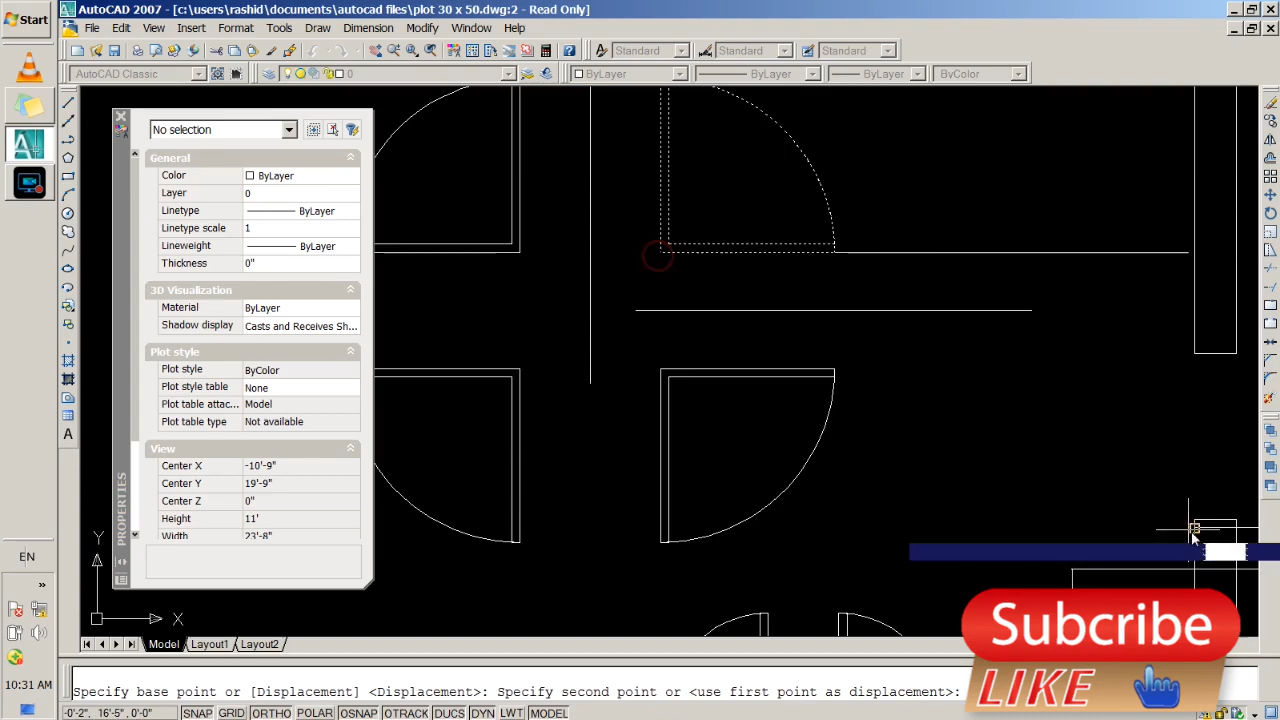 Start
AutoCAD 2007 - [c:\users\rashid\documents\autocad files\plot 30 x 50.dwg:2 - Read Only]
File Edit View Insert Format Tools Draw Dimension Modify Window Help
Standard Standard Standard
AutoCAD Classic 0 ByLayer ByLayer ByLayer ByColor
No selection
General
Color ByLayer
Layer 0
Linetype ByLayer
Linetype scale 1
Lineweight ByLayer
Thickness 0"
3D Visualization
Material ByLayer
Shadow display Casts and Receives Sh...
Plot style
Plot style ByColor
Plot style table None
Plot table attac... Model
Plot table type Not available
View
Center X -10'-9"
Center Y 19'-9"
Center Z 0"
Height 11'
Width 23'-8"
PROPERTIES
Y
X
EN
Model Layout1 Layout2
Subcribe
LIKE
10:31 AM
Specify base point or [Displacement] <Displacement>: Specify second point or <use first point as displacement>:
-0'-2", 16'-5", 0'-0" SNAP GRID ORTHO POLAR OSNAP OTRACK DUCS DYN LWT MODEL